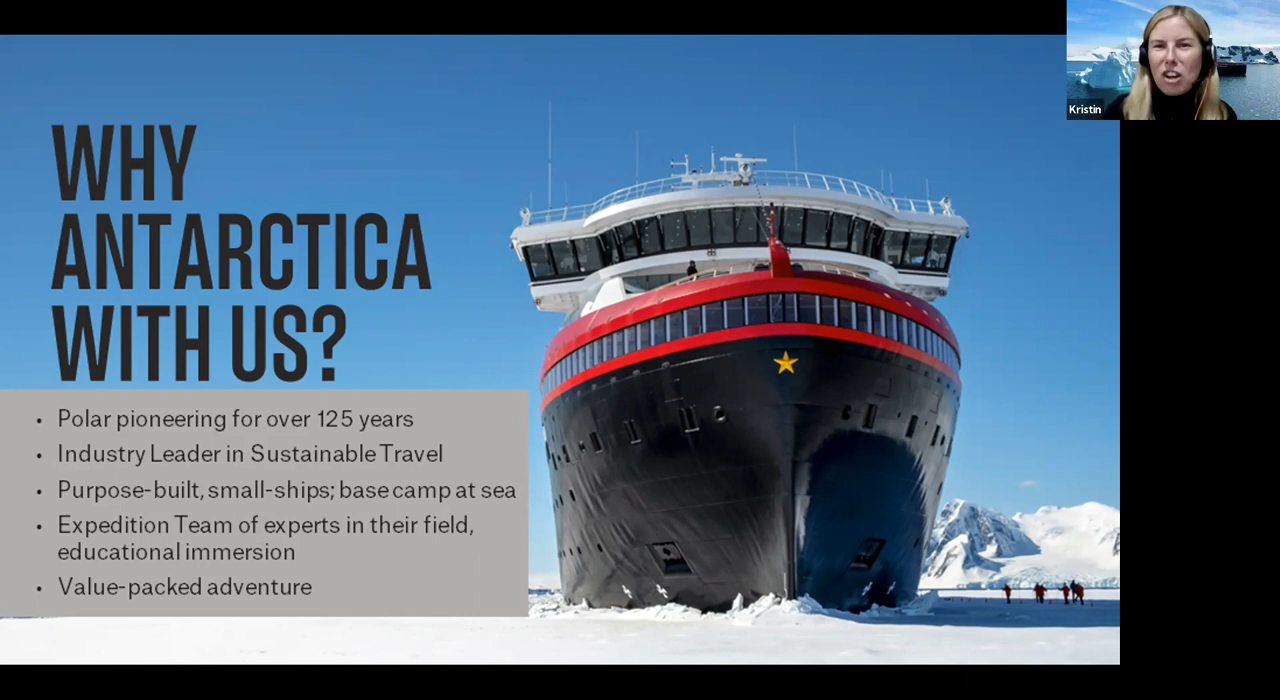 WHY
ANTARCTICA
WITH US?
• Polar pioneering for over 125 years
• Industry Leader in Sustainable Travel
• Purpose-built, small-ships; base camp at sea
• Expedition Team of experts in their field,
educational immersion
• Value-packed adventure
Kristin